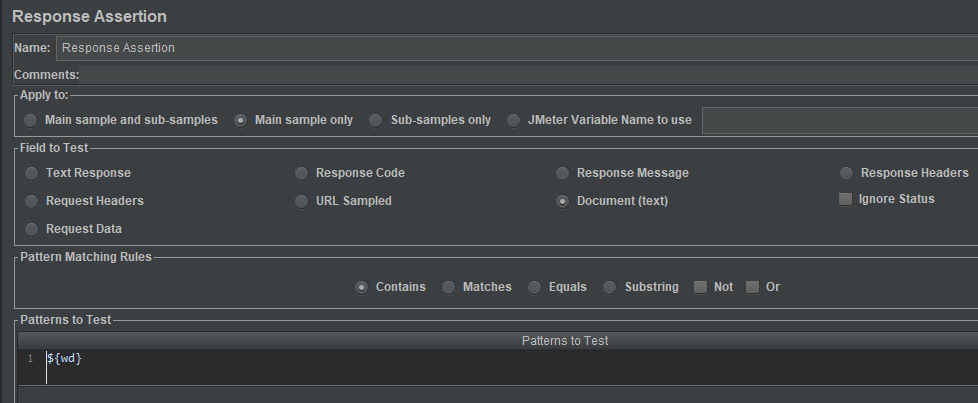 Response Assertion
Name: Response Assertion
Comments:
Apply to:
Main sample and sub-samples Main sample only Sub-samples only JMeter Variable Name to use
Field to Test
Text Response Response Code Response Message Response Headers
Request Headers URL Sampled Document (text) Ignore Status
Request Data
Pattern Matching Rules
Contains Matches Equals Substring Not Or
Patterns to Test
Patterns to Test
1 ${wd}